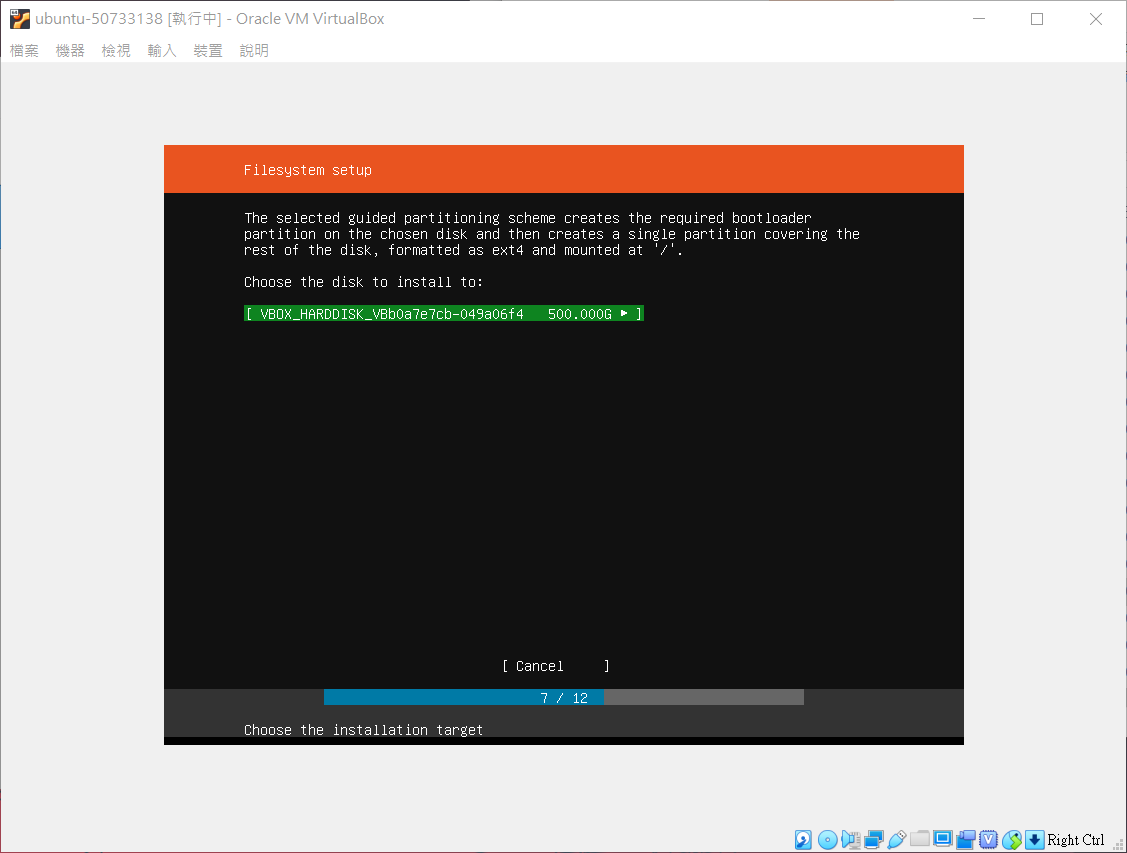 ubuntu-50733138 [執行中] - Oracle VM VirtualBox
檔案 機器 檢視 輸入 裝置 說明
Filesystem setup
The selected guided partitioning scheme creates the required bootloader
partition on the chosen disk and then creates a single partition covering the
rest of the disk, formatted as ext4 and mounted at '/'.
Choose the disk to install to:
[ VBOX_HARDDISK_VBb0a7e7cb-049a06f4 500.000G ▸ ]
[ Cancel ]
7 / 12
Choose the installation target
Right Ctrl